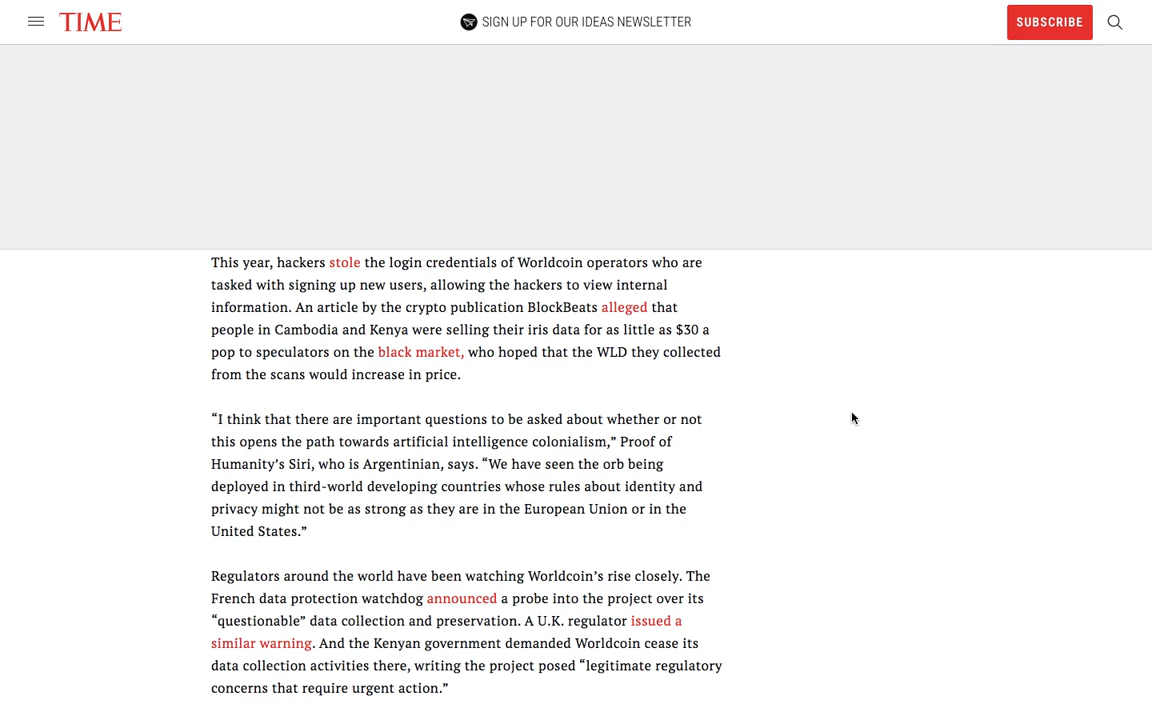 TIME
SIGN UP FOR OUR IDEAS NEWSLETTER
SUBSCRIBE
This year, hackers stole the login credentials of Worldcoin operators who are
tasked with signing up new users, allowing the hackers to view internal
information. An article by the crypto publication BlockBeats alleged that
people in Cambodia and Kenya were selling their iris data for as little as $30 a
pop to speculators on the black market, who hoped that the WLD they collected
from the scans would increase in price.
“I think that there are important questions to be asked about whether or not
this opens the path towards artificial intelligence colonialism,” Proof of
Humanity’s Siri, who is Argentinian, says. “We have seen the orb being
deployed in third-world developing countries whose rules about identity and
privacy might not be as strong as they are in the European Union or in the
United States.”
Regulators around the world have been watching Worldcoin’s rise closely. The
French data protection watchdog announced a probe into the project over its
“questionable” data collection and preservation. A U.K. regulator issued a
similar warning. And the Kenyan government demanded Worldcoin cease its
data collection activities there, writing the project posed “legitimate regulatory
concerns that require urgent action.”